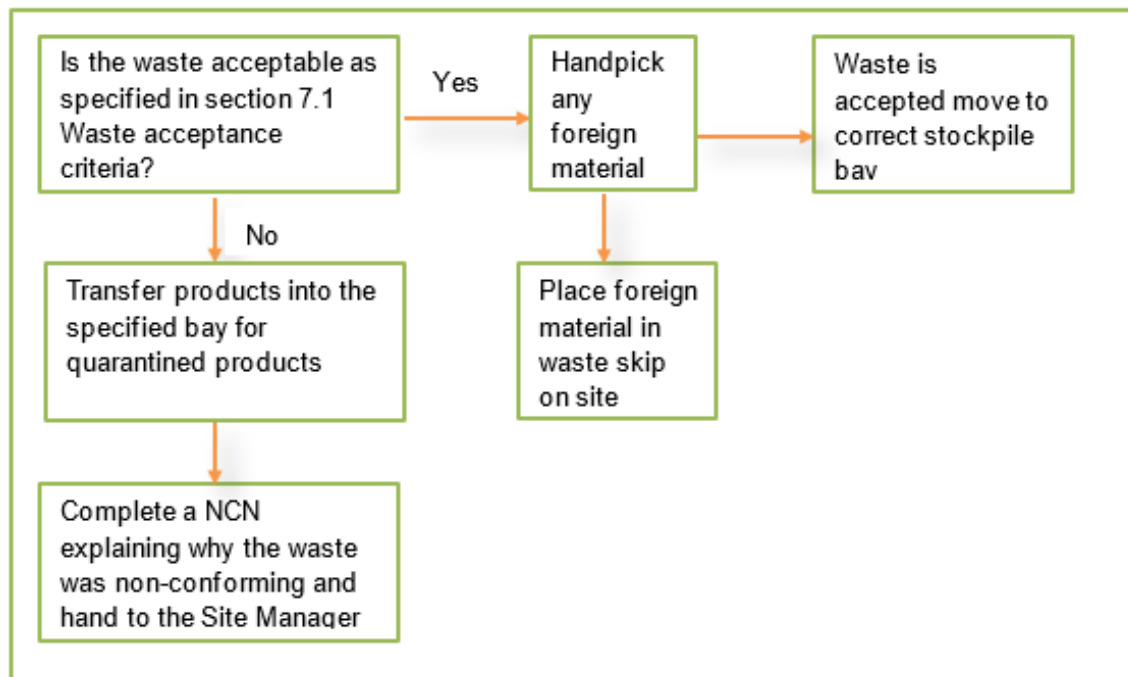 Is the waste acceptable as
specified in section 7.1
Waste acceptance
criteria?
Yes
Handpick
any
foreign
material
Waste is
accepted move to
correct stockpile
bay
No
Transfer products into the
specified bay for
quarantined products
Place foreign
material in
waste skip
on site
Complete a NCN
explaining why the waste
was non-conforming and
hand to the Site Manager